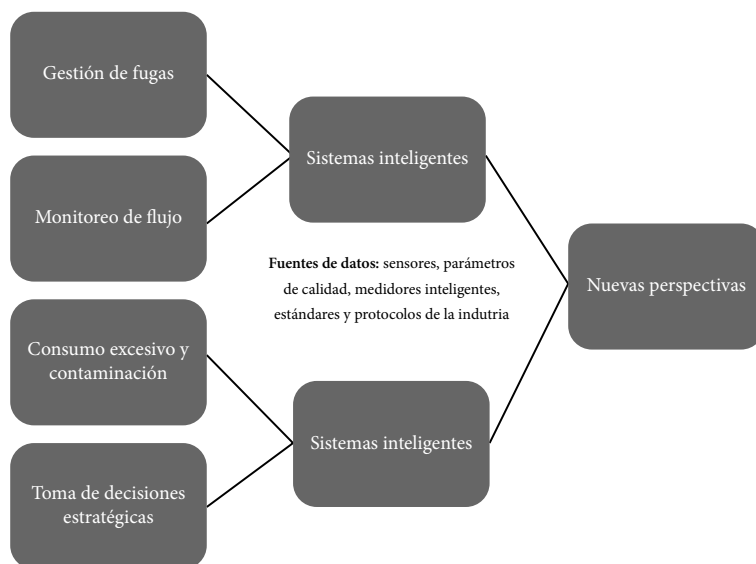 Gestión de fugas
Monitoreo de flujo
Consumo excesivo y
contaminación
Toma de decisiones
estratégicas
Sistemas inteligentes
Fuentes de datos: sensores, parámetros
de calidad, medidores inteligentes,
estándares y protocolos de la indutria
Sistemas inteligentes
Nuevas perspectivas